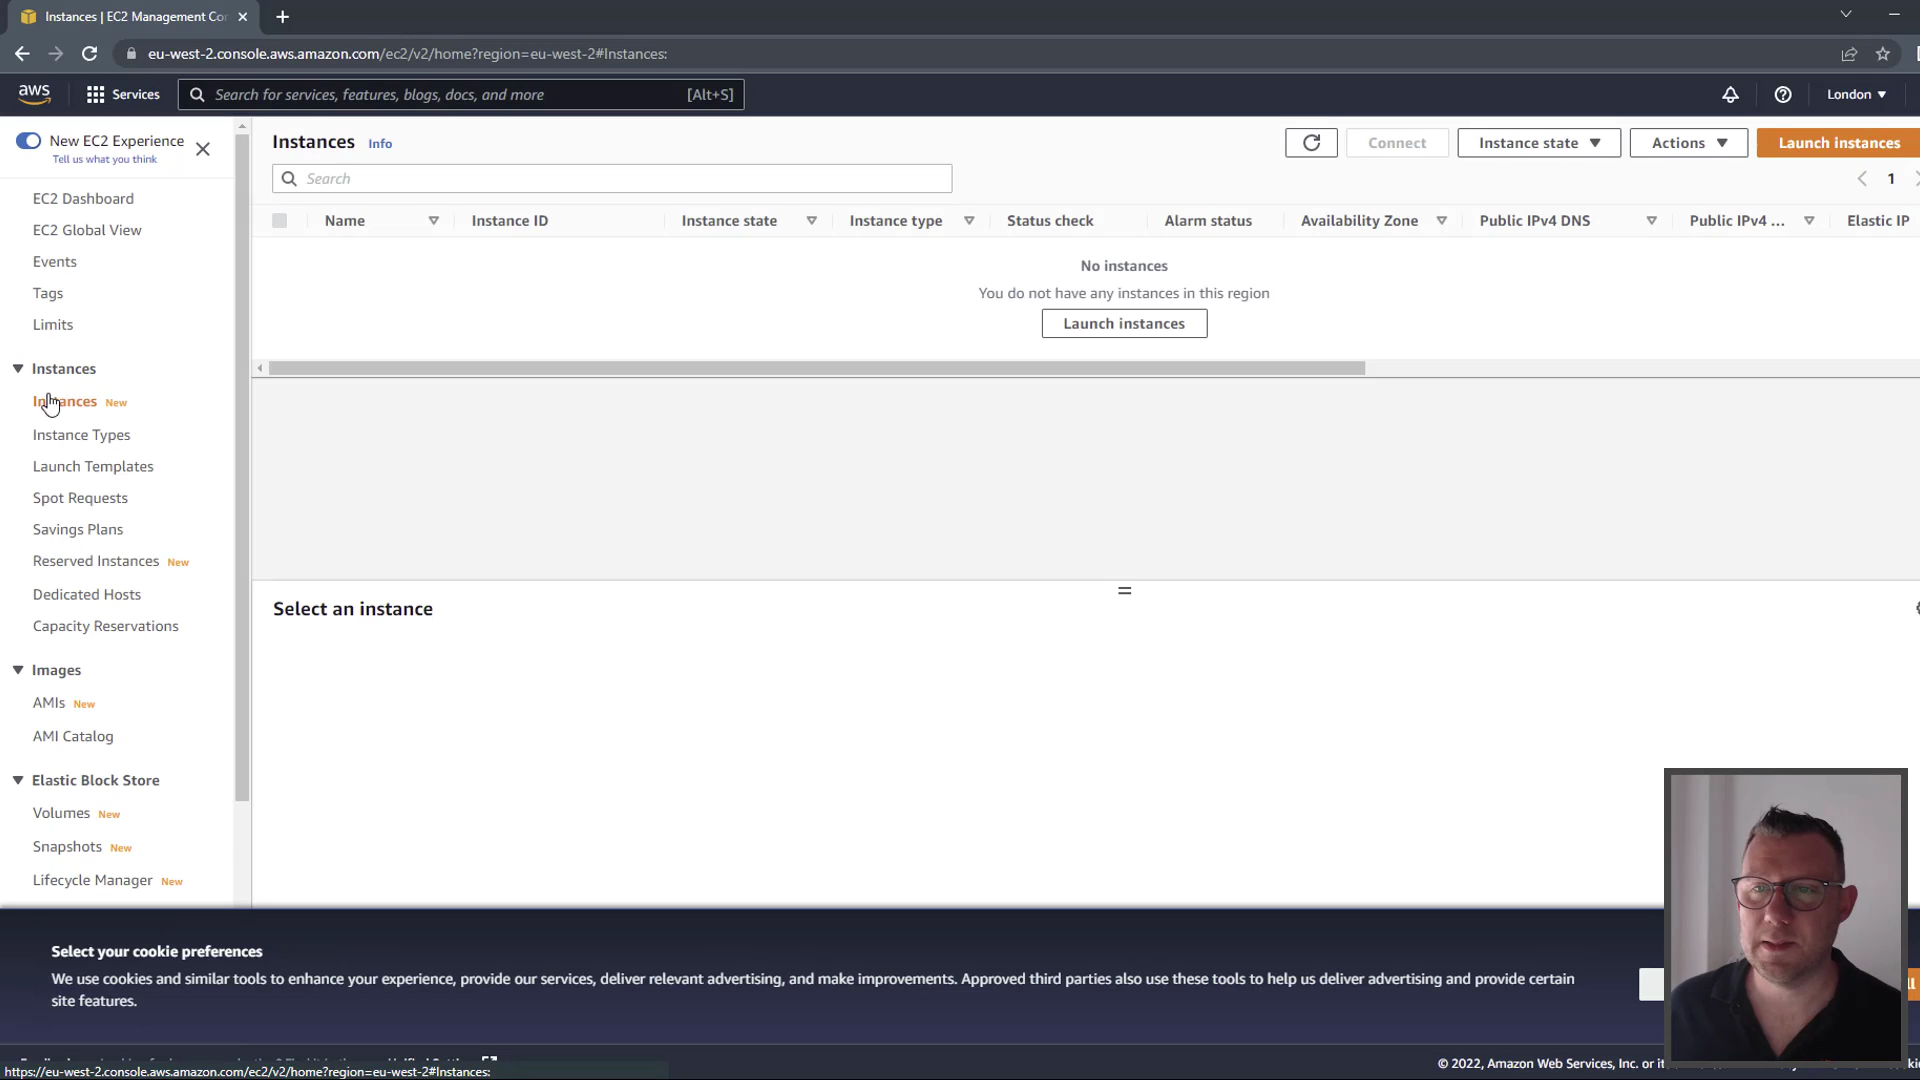 Instances | EC2 Management Co
eu-west-2.console.aws.amazon.com/ec2/v2/home?region=eu-west-2#Instances:
aws
Services
Search for services, features, blogs, docs, and more
[Alt+S]
London
New EC2 Experience
Tell us what you think
EC2 Dashboard
EC2 Global View
Events
Tags
Limits
Instances
Instances New
Instance Types
Launch Templates
Spot Requests
Savings Plans
Reserved Instances New
Dedicated Hosts
Capacity Reservations
Images
AMIs New
AMI Catalog
Elastic Block Store
Volumes New
Snapshots New
Lifecycle Manager New
Instances Info
Connect
Instance state
Actions
Launch instances
Search
1
Name
Instance ID
Instance state
Instance type
Status check
Alarm status
Availability Zone
Public IPv4 DNS
Public IPv4 ...
Elastic IP
No instances
You do not have any instances in this region
Launch instances
Select an instance
Select your cookie preferences
We use cookies and similar tools to enhance your experience, provide our services, deliver relevant advertising, and make improvements. Approved third parties also use these tools to help us deliver advertising and provide certain
site features.
© 2022, Amazon Web Services, Inc. or
https://eu-west-2.console.aws.amazon.com/ec2/v2/home?region=eu-west-2#Instances: